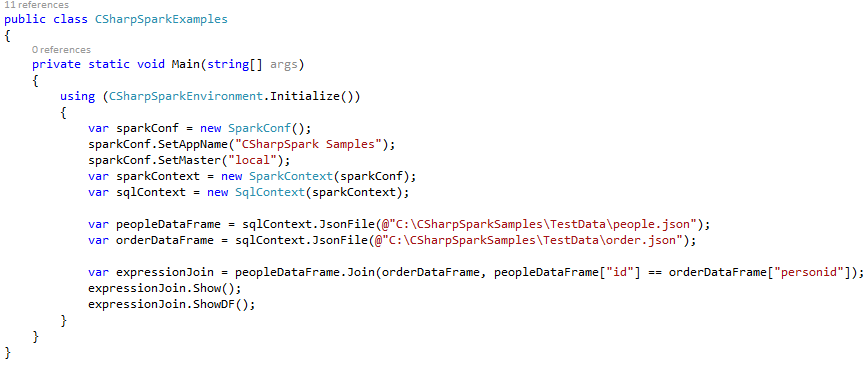 11 references
public class CSharpSparkExamples
{
0 references
private static void Main(string[] args)
{
using (CSharpSparkEnvironment.Initialize())
{
var sparkConf = new SparkConf();
sparkConf.SetAppName("CSharpSpark Samples");
sparkConf.SetMaster("local");
var sparkContext = new SparkContext(sparkConf);
var sqlContext = new SqlContext(sparkContext);
var peopleDataFrame = sqlContext.JsonFile(@"C:\CSharpSparkSamples\TestData\people.json");
var orderDataFrame = sqlContext.JsonFile(@"C:\CSharpSparkSamples\TestData\order.json");
var expressionJoin = peopleDataFrame.Join(orderDataFrame, peopleDataFrame["id"] == orderDataFrame["personid"]);
expressionJoin.Show();
expressionJoin.ShowDF();
}
}
}